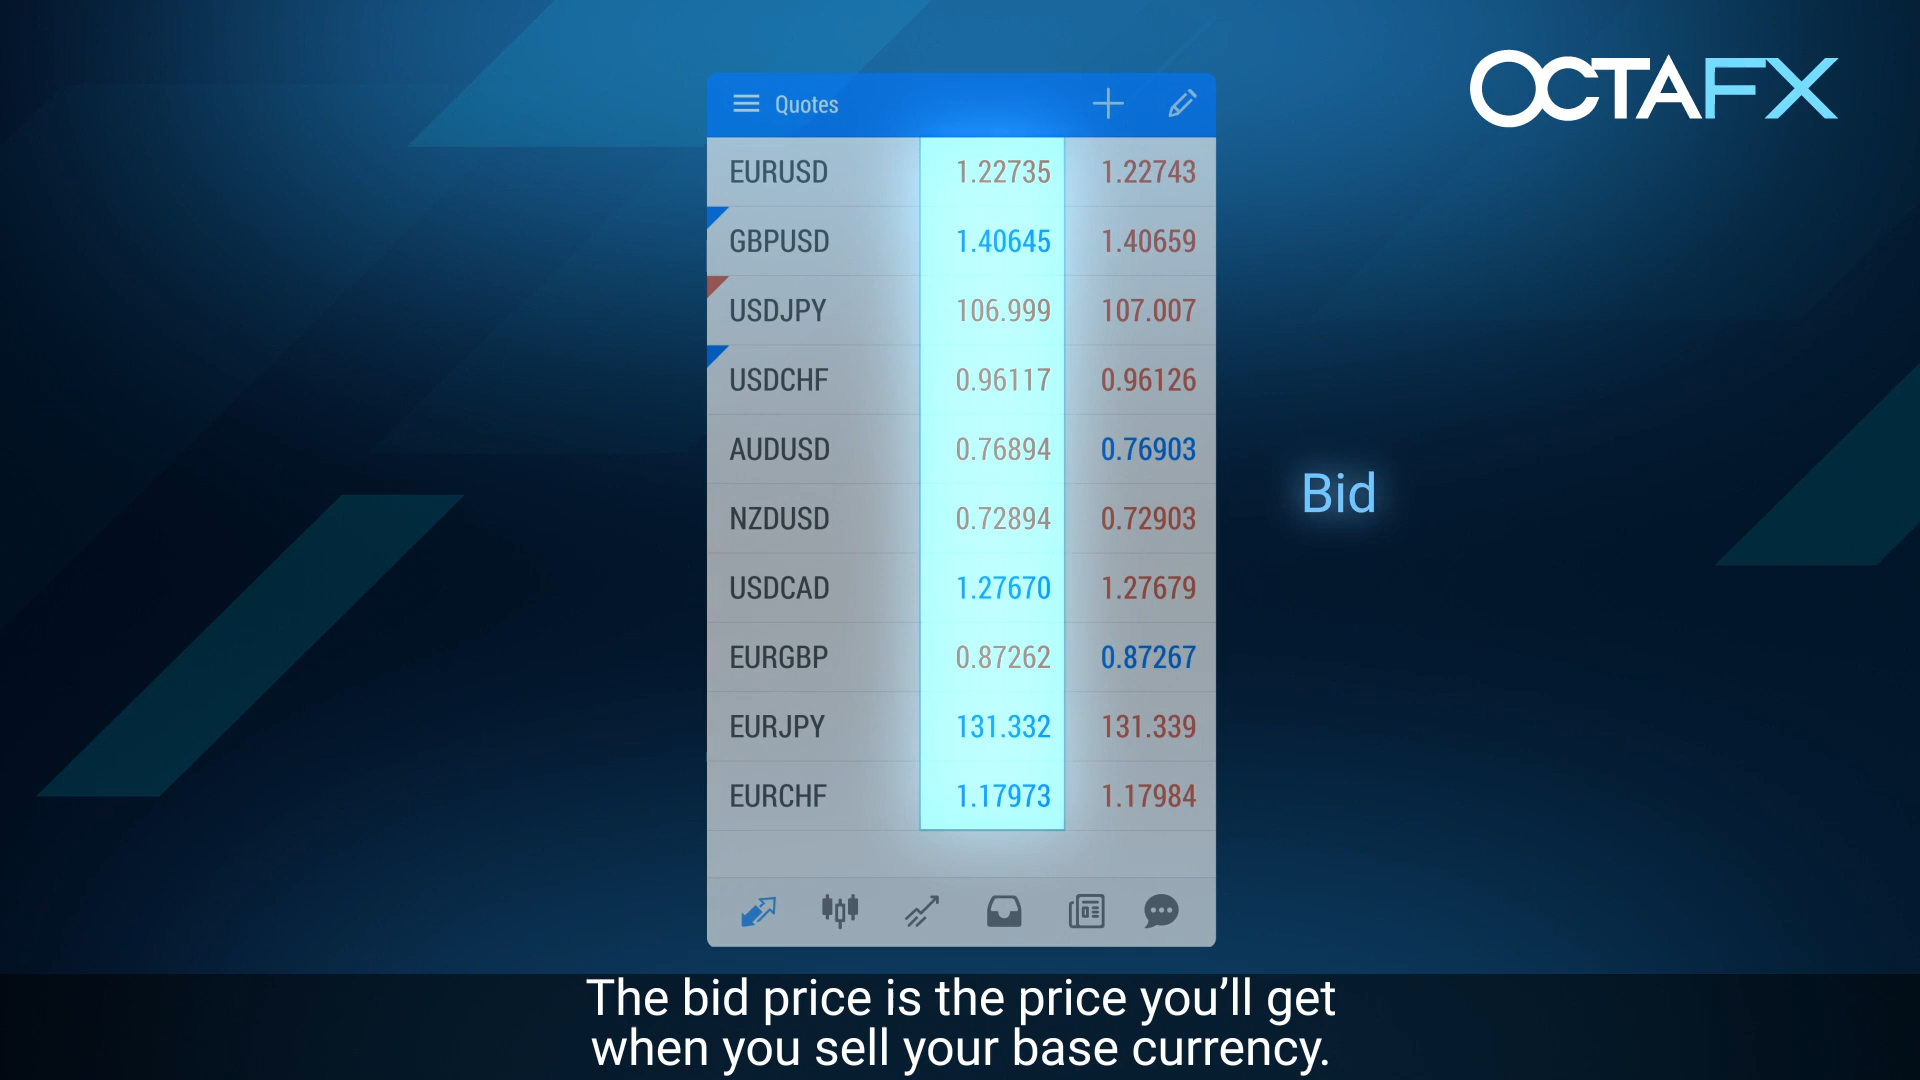 OCTAFX
Quotes
EURUSD 1.22735 1.22743
GBPUSD 1.40645 1.40659
USDJPY 106.999 107.007
USDCHF 0.96117 0.96126
AUDUSD 0.76894 0.76903
NZDUSD 0.72894 0.72903
USDCAD 1.27670 1.27679
EURGBP 0.87262 0.87267
EURJPY 131.332 131.339
EURCHF 1.17973 1.17984
Bid
The bid price is the price you’ll get
when you sell your base currency.